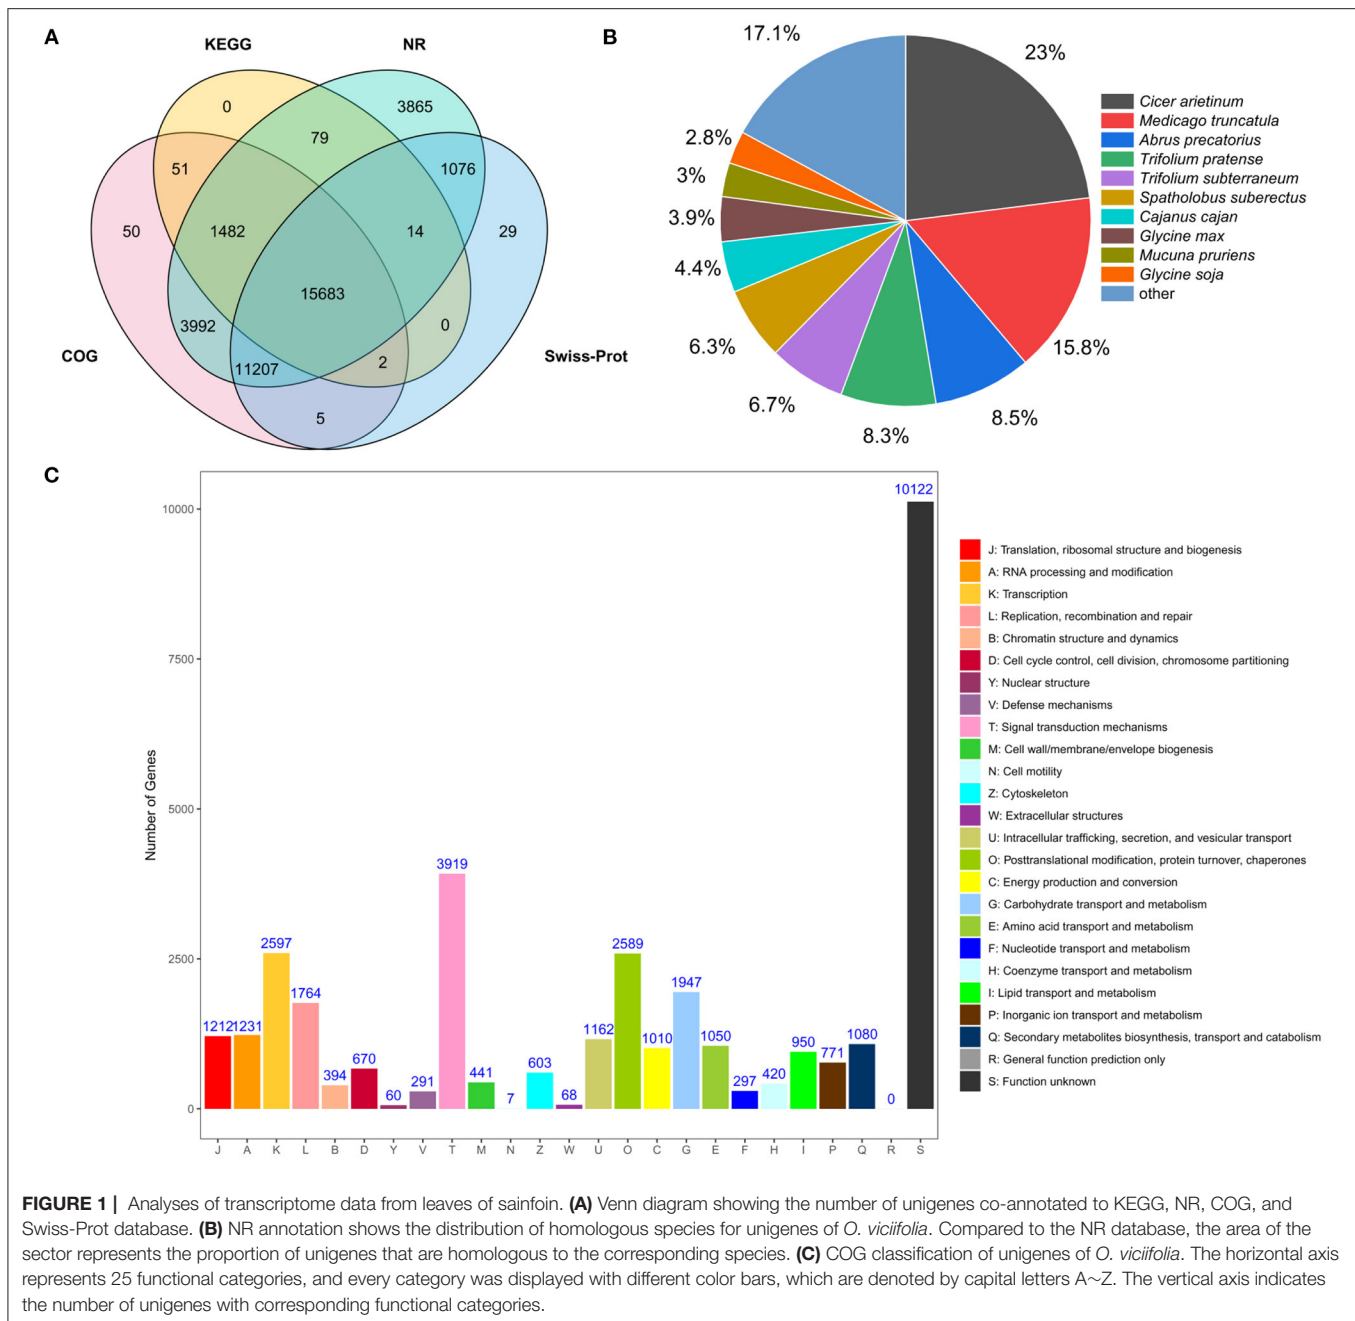 A
KEGG
NR
0
3865
79
51
1076
50
1482
14
29
15683
3992
0
COG
Swiss-Prot
11207
2
5
B
17.1%
23%
2.8%
3%
3.9%
4.4%
6.3%
6.7%
8.3%
8.5%
15.8%
Cicer arietinum
Medicago truncatula
Abrus precatorius
Trifolium pratense
Trifolium subterraneum
Spatholobus suberectus
Cajanus cajan
Glycine max
Mucuna pruriens
Glycine soja
other
C
Number of Genes
10000
7500
5000
2500
0
1212
1231
2597
1764
394
670
60
291
3919
441
7
603
68
1162
2589
1010
1947
1050
297
420
950
771
1080
0
10122
J A K L B D Y V T M N Z W U O C G E F H I P Q R S
J: Translation, ribosomal structure and biogenesis
A: RNA processing and modification
K: Transcription
L: Replication, recombination and repair
B: Chromatin structure and dynamics
D: Cell cycle control, cell division, chromosome partitioning
Y: Nuclear structure
V: Defense mechanisms
T: Signal transduction mechanisms
M: Cell wall/membrane/envelope biogenesis
N: Cell motility
Z: Cytoskeleton
W: Extracellular structures
U: Intracellular trafficking, secretion, and vesicular transport
O: Posttranslational modification, protein turnover, chaperones
C: Energy production and conversion
G: Carbohydrate transport and metabolism
E: Amino acid transport and metabolism
F: Nucleotide transport and metabolism
H: Coenzyme transport and metabolism
I: Lipid transport and metabolism
P: Inorganic ion transport and metabolism
Q: Secondary metabolites biosynthesis, transport and catabolism
R: General function prediction only
S: Function unknown
FIGURE 1 | Analyses of transcriptome data from leaves of sainfoin. (A) Venn diagram showing the number of unigenes co-annotated to KEGG, NR, COG, and
Swiss-Prot database. (B) NR annotation shows the distribution of homologous species for unigenes of O. viciifolia. Compared to the NR database, the area of the
sector represents the proportion of unigenes that are homologous to the corresponding species. (C) COG classification of unigenes of O. viciifolia. The horizontal axis
represents 25 functional categories, and every category was displayed with different color bars, which are denoted by capital letters A~Z. The vertical axis indicates
the number of unigenes with corresponding functional categories.